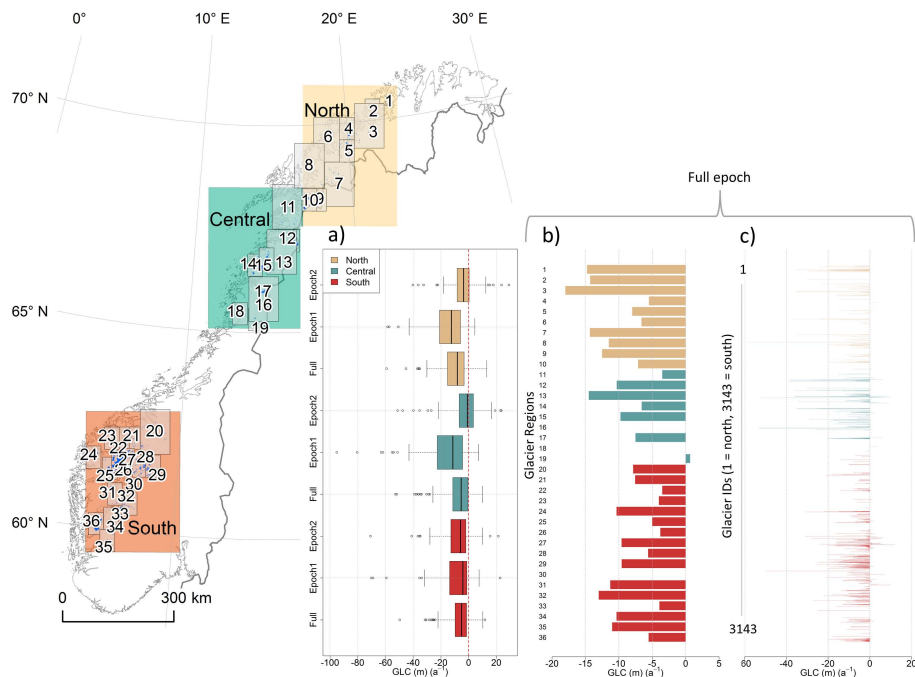 0° 10° E 20° E 30° E
70° N
65° N
60° N
North
1
2
3
4
5
6
7
8
9
10
Central
11
12
13
14
15
16
17
18
19
South
20
21
22
23
24
25
26
27
28
29
30
31
32
33
34
35
36
0 300 km
Full epoch
a)
North
Central
South
Epoch2
Epoch1
Full
Epoch2
Epoch1
Full
Epoch2
Epoch1
Full
-100 -80 -60 -40 -20 0 20
GLC (m) (a⁻¹)
b)
Glacier Regions
1
2
3
4
5
6
7
8
9
10
11
12
13
14
15
16
17
18
19
20
21
22
23
24
25
26
27
28
29
30
31
32
33
34
35
36
-20 -15 -10 -5 0 5
GLC (m) (a⁻¹)
c)
1
Glacier IDs (1 = north, 3143 = south)
3143
-60 -40 -20 0 20
GLC (m) (a⁻¹)